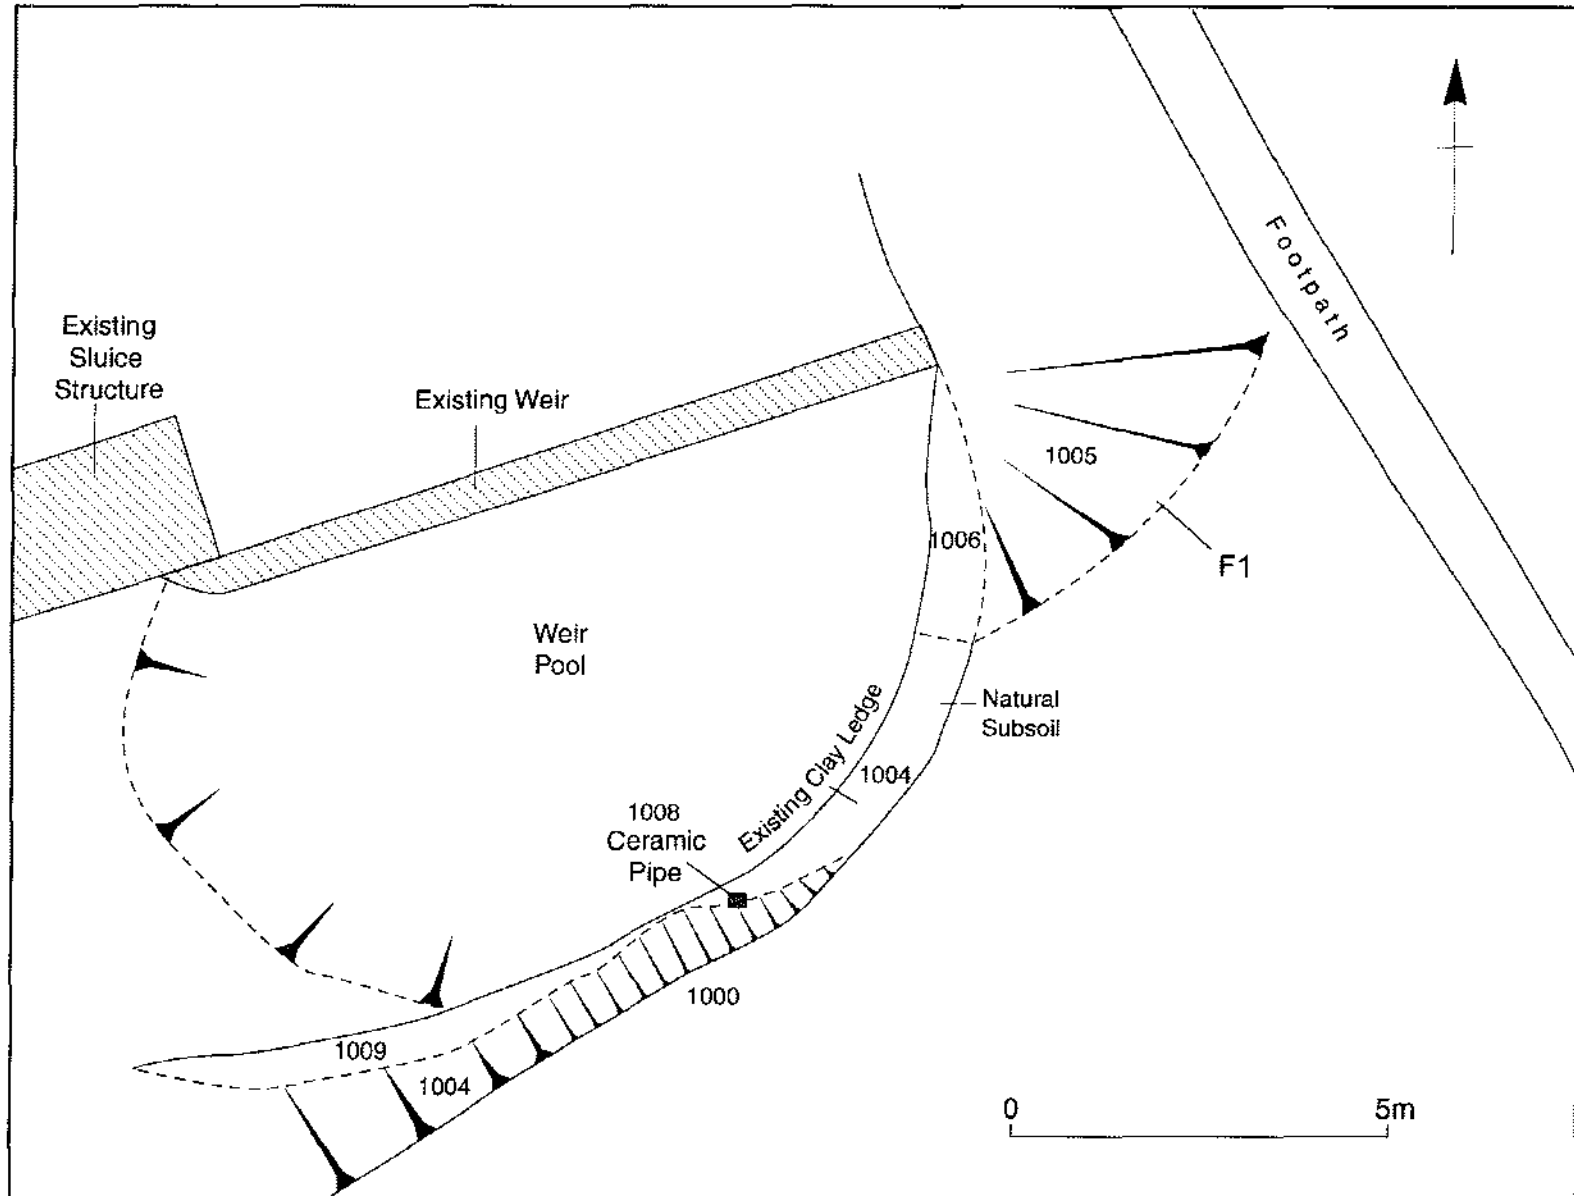 Footpath
Existing
Sluice
Structure
Existing Weir
1005
1006
F1
Weir
Pool
Natural
Subsoil
Existing Clay Ledge
1004
1008
Ceramic
Pipe
1000
1009
1004
0 5m